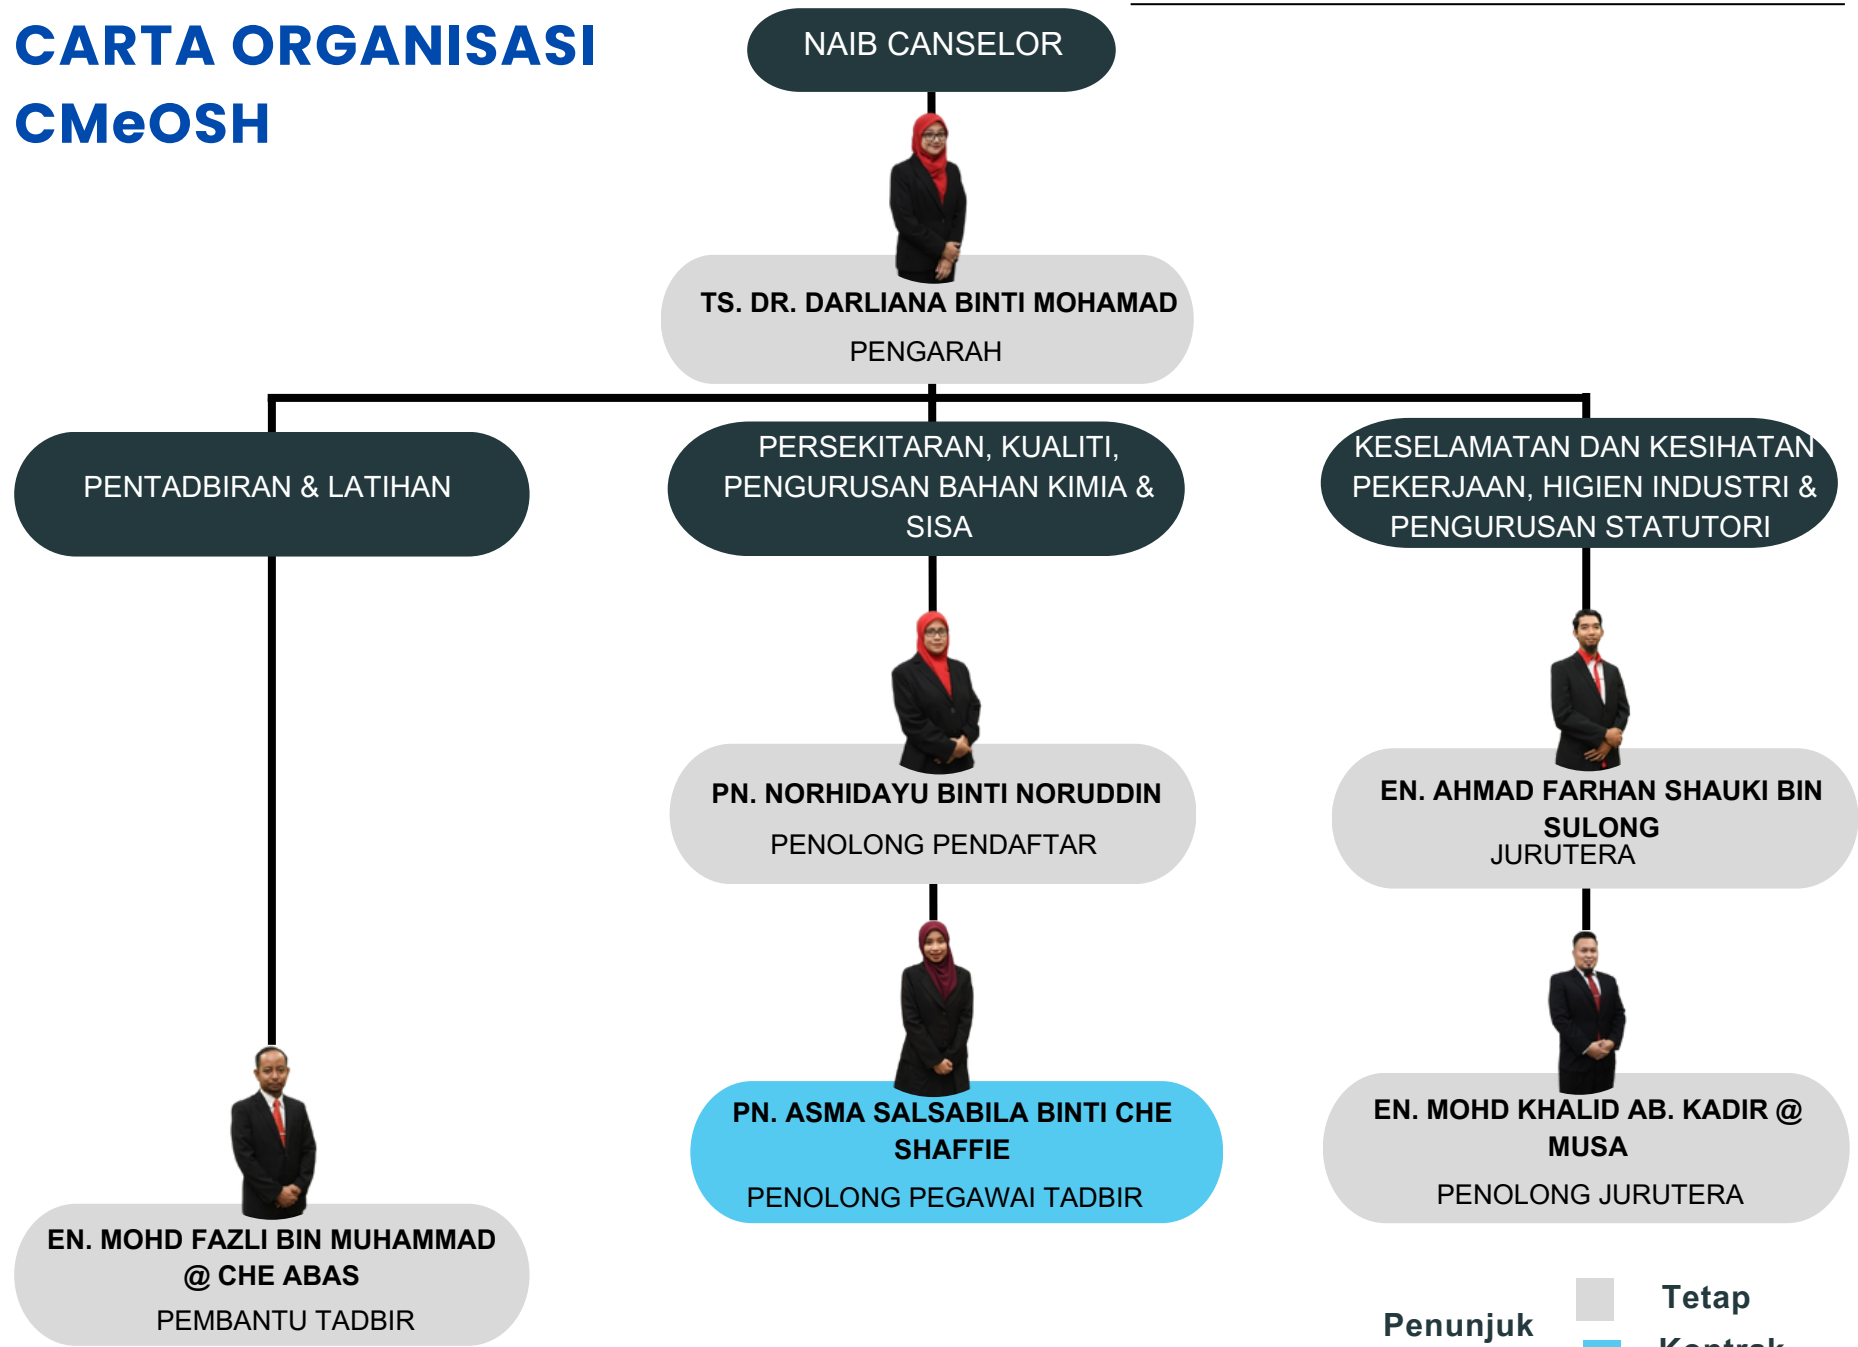 CARTA ORGANISASI
CMeOSH
NAIB CANSELOR
TS. DR. DARLIANA BINTI MOHAMAD
PENGARAH
PENTADBIRAN & LATIHAN
PERSEKITARAN, KUALITI,
PENGURUSAN BAHAN KIMIA &
SISA
KESELAMATAN DAN KESIHATAN
PEKERJAAN, HIGIEN INDUSTRI &
PENGURUSAN STATUTORI
PN. NORHIDAYU BINTI NORUDDIN
PENOLONG PENDAFTAR
EN. AHMAD FARHAN SHAUKI BIN
SULONG
JURUTERA
PN. ASMA SALSABILA BINTI CHE
SHAFFIE
PENOLONG PEGAWAI TADBIR
EN. MOHD KHALID AB. KADIR @
MUSA
PENOLONG JURUTERA
EN. MOHD FAZLI BIN MUHAMMAD
@ CHE ABAS
PEMBANTU TADBIR
Penunjuk
Tetap
Kontrak